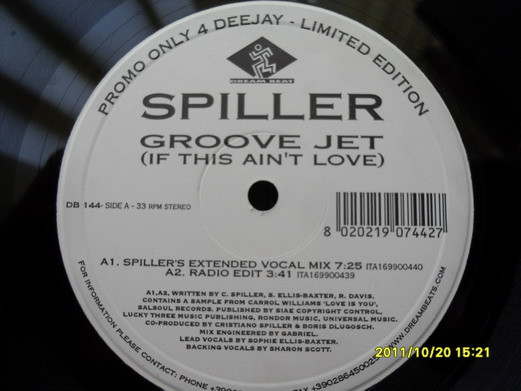 PROMO ONLY 4 DEEJAY - LIMITED EDITION
DREAM BEAT
SPILLER
GROOVE JET
(IF THIS AIN'T LOVE)
DB 144- SIDE A - 33 RPM STEREO
8 020219 074427
A1. SPILLER'S EXTENDED VOCAL MIX 7:25 ITA169900440
A2. RADIO EDIT 3:41 ITA169900439
A1,A2, WRITTEN BY C. SPILLER, S. ELLIS-BAXTER, R. DAVIS.
CONTAINS A SAMPLE FROM CARROL WILLIAMS 'LOVE IS YOU',
SALSOUL RECORDS. PUBLISHED BY SIAE COPYRIGHT CONTROL,
LUCKY THREE MUSIC PUBLISHING, RONDOR MUSIC, UNIVERSAL MUSIC.
CO-PRODUCED BY CRISTIANO SPILLER & BORIS DLUGOSCH.
MIX ENGINEERED BY GABRIEL.
LEAD VOCALS BY SOPHIE ELLIS-BAXTER.
BACKING VOCALS BY SHARON SCOTT.
FOR INFORMATION PLEASE CONTACT: PHONE
WWW.DREAMBEATS.COM
2011/10/20 15:21